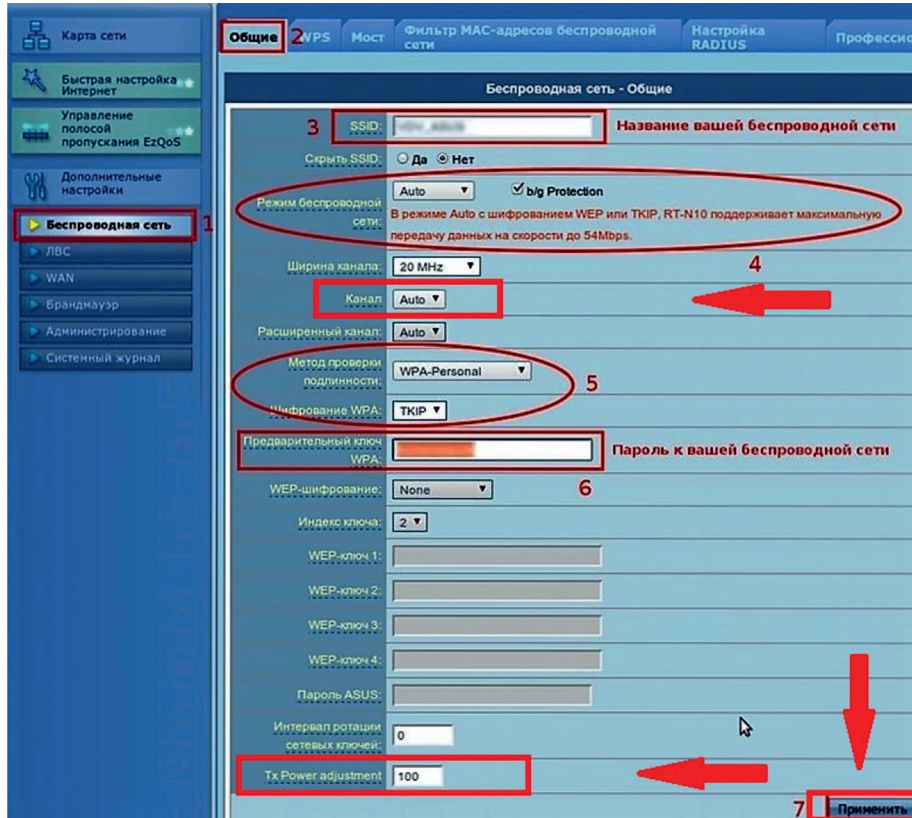 Карта сети
Быстрая настройка
Интернет
Управление
полосой
пропускания EzQoS
Дополнительные
настройки
Беспроводная сеть
1
ЛВС
WAN
Брандмауэр
Администрирование
Системный журнал
Общие 2 WPS Мост Фильтр MAC-адресов беспроводной
сети
Настройка
RADIUS
Профессио
Беспроводная сеть - Общие
3 SSID: Название вашей беспроводной сети
Скрыть SSID: Да Нет
Режим беспроводной
сети:
Auto b/g Protection
В режиме Auto с шифрованием WEP или TKIP, RT-N10 поддерживает максимальную
передачу данных на скорости до 54Mbps.
Ширина канала: 20 MHz 4
Канал Auto
Расширенный канал: Auto
Метод проверки
подлинности:
WPA-Personal 5
Шифрование WPA: TKIP
Предварительный ключ
WPA:
Пароль к вашей беспроводной сети
6
WEP-шифрование: None
Индекс ключа: 2
WEP-ключ 1:
WEP-ключ 2:
WEP-ключ 3:
WEP-ключ 4:
Пароль ASUS:
Интервал ротации
сетевых ключей:
0
Tx Power adjustment 100
7 Применить